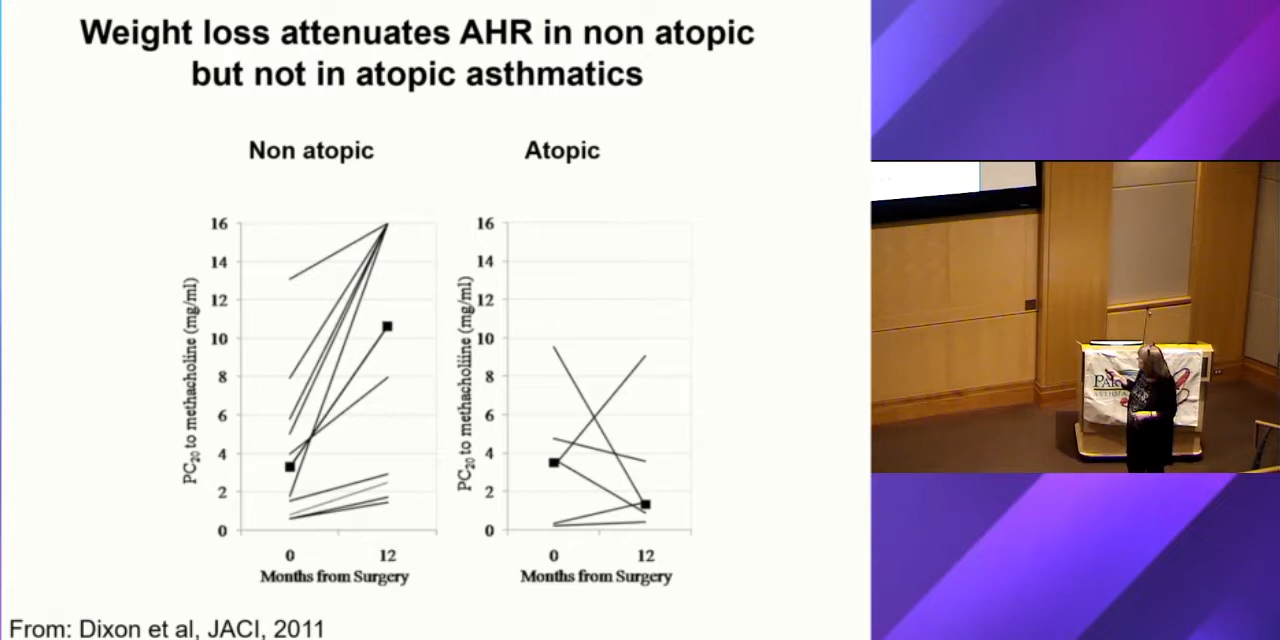 Weight loss attenuates AHR in non atopic
but not in atopic asthmatics
Non atopic
Atopic
PC20 to methacholine (mg/ml)
16
14
12
10
8
6
4
2
0
0
12
Months from Surgery
PC20 to methacholiine (mg/ml)
16
14
12
10
8
6
4
2
0
0
12
Months from Surgery
From: Dixon et al, JACI, 2011